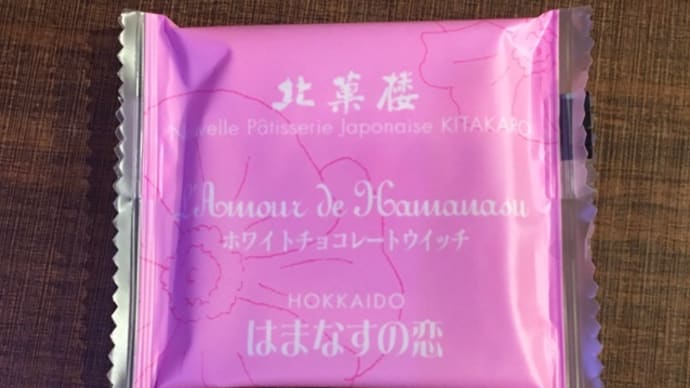 北菓楼
Nouvelle Pâtisserie Japonaise KITAKARO
L'Amour de Hamanasu
ホワイトチョコレートウイッチ
HOKKAIDO
はまなすの恋